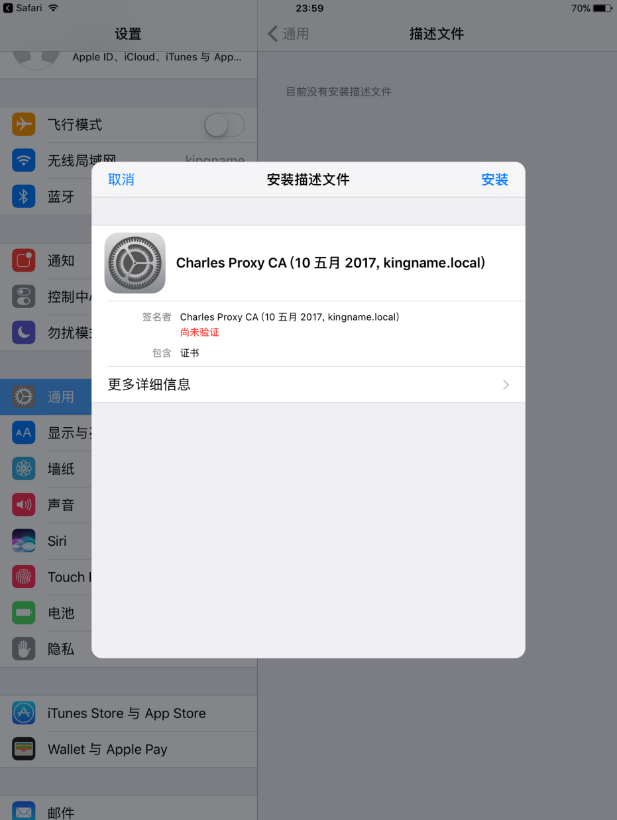 Safari
23:59
70%
设置
通用
描述文件
Apple ID、iCloud、iTunes 与 App...
目前没有安装描述文件
飞行模式
无线局域网
kingname
蓝牙
取消
安装描述文件
安装
Charles Proxy CA (10 五月 2017, kingname.local)
签名者 Charles Proxy CA (10 五月 2017, kingname.local)
尚未验证
包含 证书
更多详细信息
通知
控制中
勿扰模
通用
AA
显示与
墙纸
声音
Siri
Touch I
电池
隐私
iTunes Store 与 App Store
Wallet 与 Apple Pay
邮件